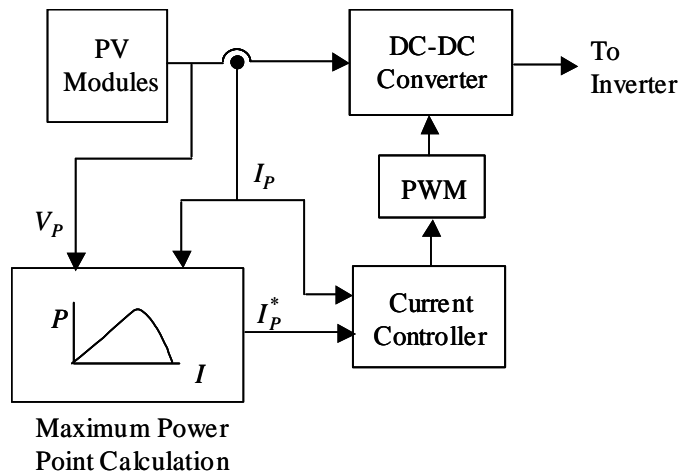 PV
Modules
DC-DC
Converter
To
Inverter
I_P
PWM
V_P
P
I
I_P^*
Current
Controller
Maximum Power
Point Calculation